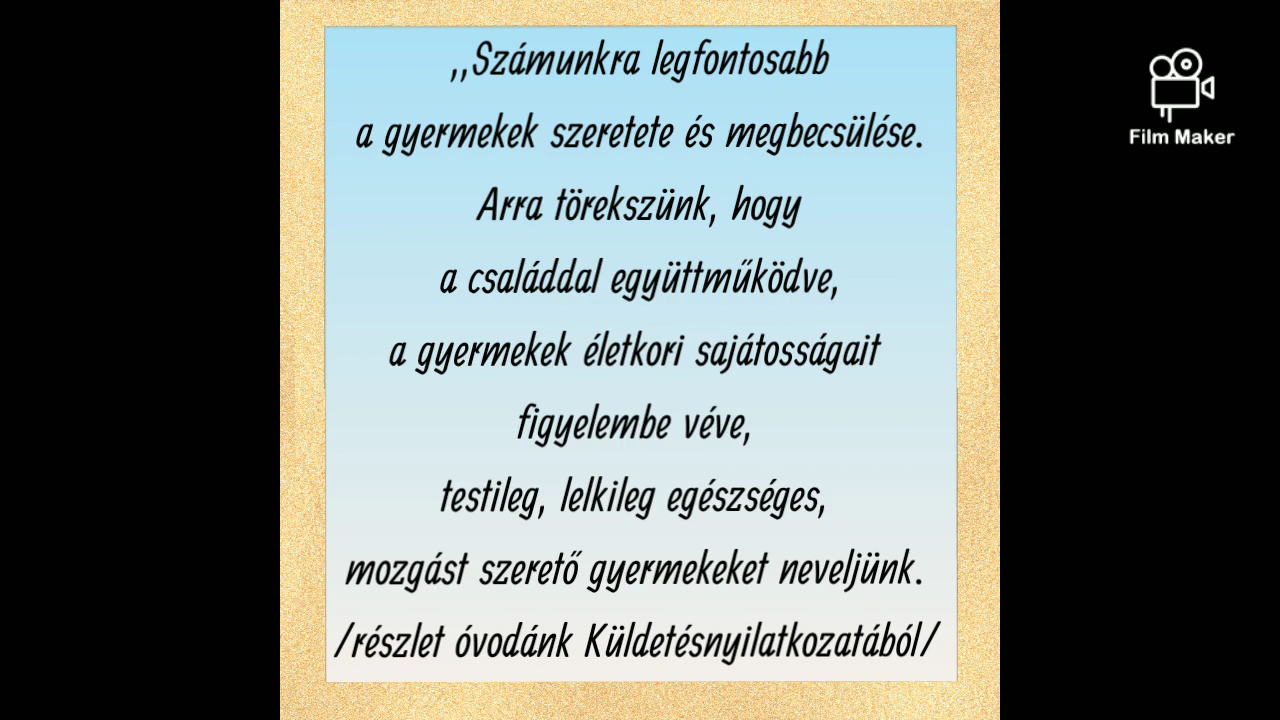 ,,Számunkra legfontosabb
a gyermekek szeretete és megbecsülése.
Arra törekszünk, hogy
a családdal együttműködve,
a gyermekek életkori sajátosságait
figyelembe véve,
testileg, lelkileg egészséges,
mozgást szerető gyermekeket neveljünk.
/részlet óvodánk Küldetésnyilatkozatából/
Film Maker